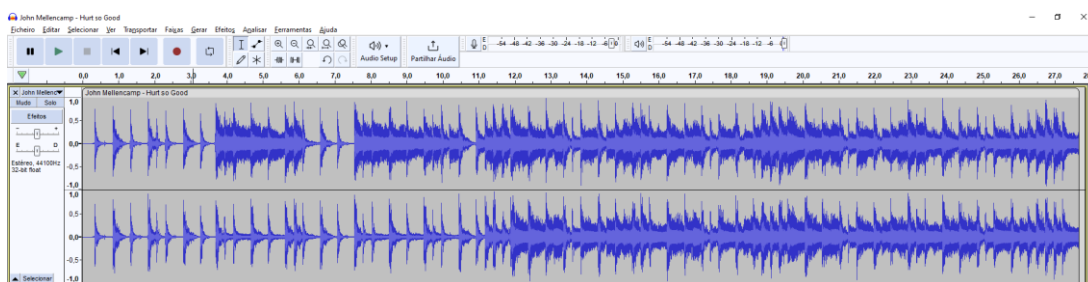 John Mellencamp - Hurt so Good
Ficheiro Editar Selecionar Ver Transportar Faixas Gerar Efeitos Analisar Ferramentas Ajuda
E D -54 -48 -42 -36 -30 -24 -18 -12 -6 0
E D -54 -48 -42 -36 -30 -24 -18 -12 -6 0
Audio Setup Partilhar Áudio
0,0 1,0 2,0 3,0 4,0 5,0 6,0 7,0 8,0 9,0 10,0 11,0 12,0 13,0 14,0 15,0 16,0 17,0 18,0 19,0 20,0 21,0 22,0 23,0 24,0 25,0 26,0 27,0
John Mellenc
John Mellencamp - Hurt so Good
Mudo Solo
Efeitos
- +
E D
Estéreo, 44100Hz
32-bit float
Selecionar
1,0
0,5
0,0
-0,5
-1,0
1,0
0,5
0,0
-0,5
-1,0